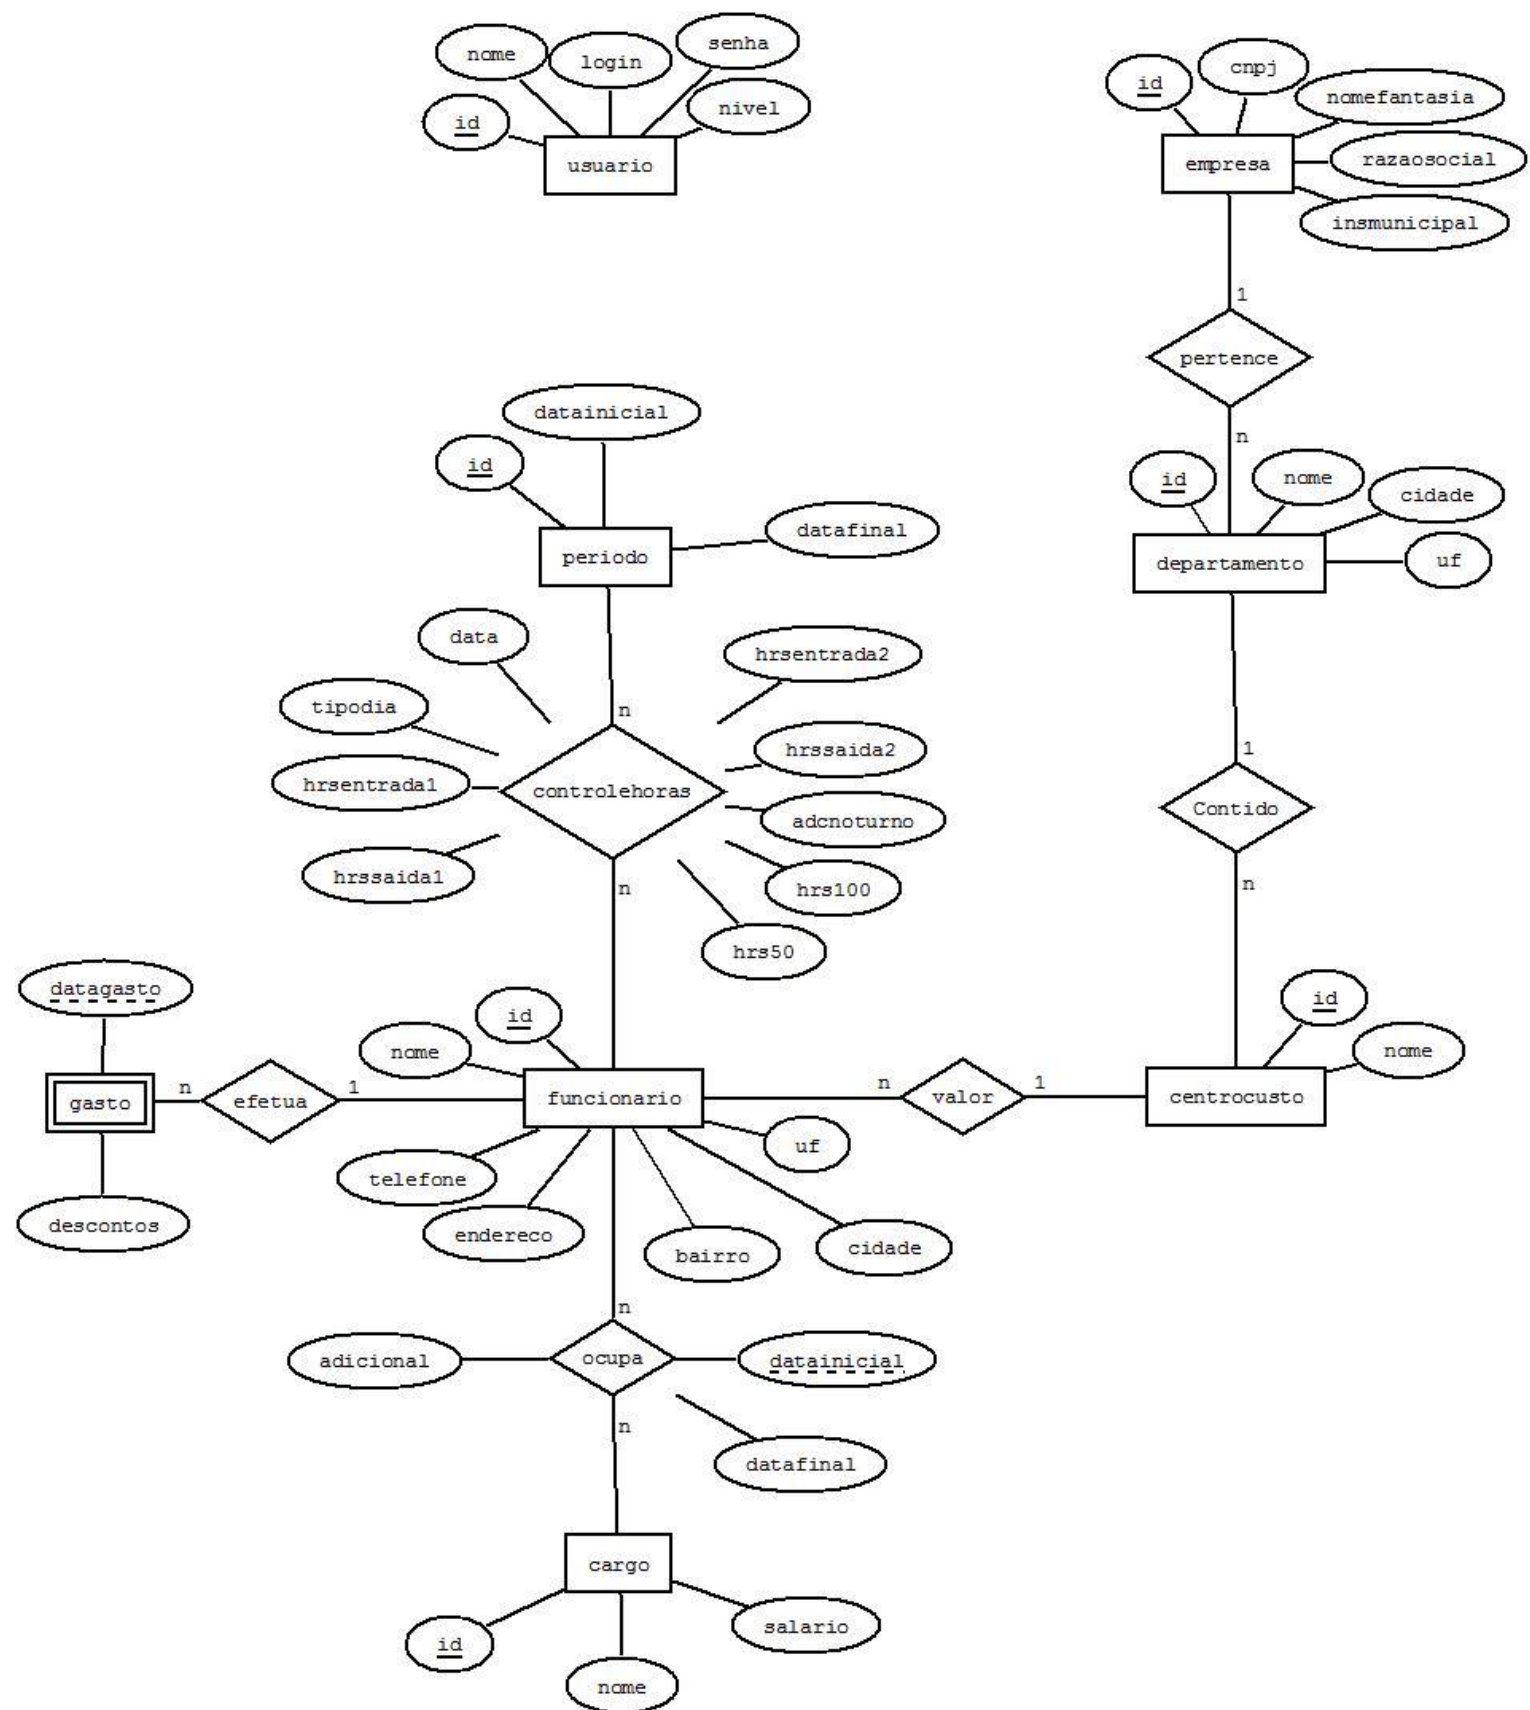 nome
login
senha
id
nivel
usuario
id
cnpj
nomefantasia
razaosocial
empresa
insmunicipal
1
pertence
n
datainicial
id
datafinal
periodo
id
nome
cidade
departamento
uf
data
hrsentrada2
tipodia
n
hrssaida2
hrsentrada1
controlehoras
adcnoturno
hrssaida1
n
hrs100
hrs50
1
Contido
n
datagasto
id
nome
id
nome
gasto
n
efetua
1
funcionario
n
valor
1
centrocusto
uf
telefone
descontos
endereco
bairro
cidade
n
adicional
ocupa
datainicial
n
datafinal
cargo
id
salario
nome